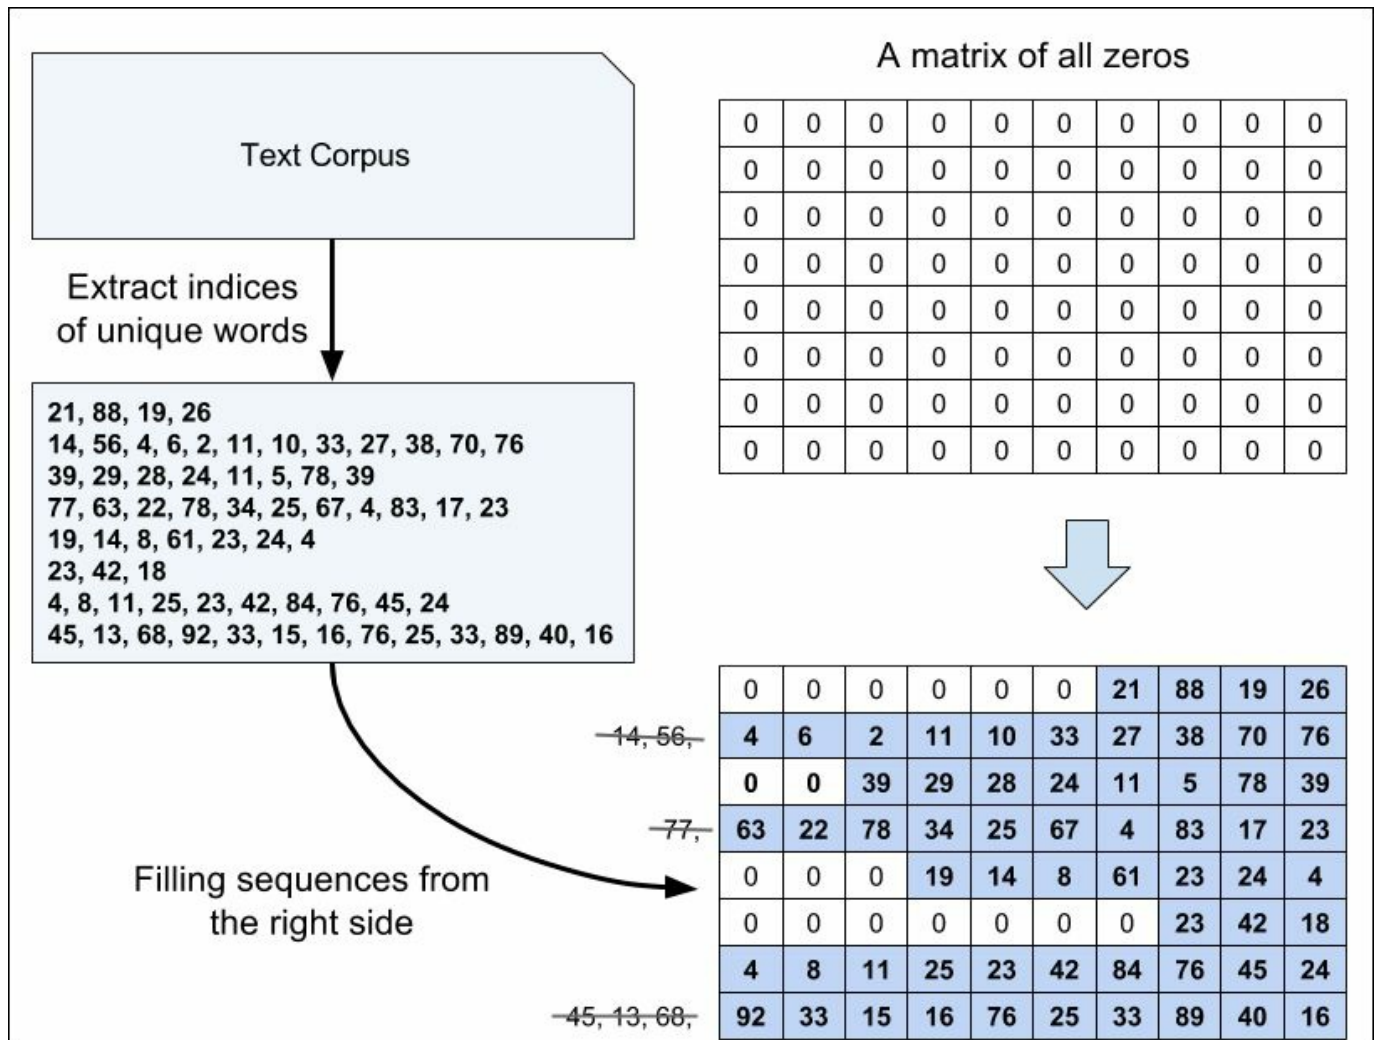 Text Corpus
Extract indices
of unique words
21, 88, 19, 26
14, 56, 4, 6, 2, 11, 10, 33, 27, 38, 70, 76
39, 29, 28, 24, 11, 5, 78, 39
77, 63, 22, 78, 34, 25, 67, 4, 83, 17, 23
19, 14, 8, 61, 23, 24, 4
23, 42, 18
4, 8, 11, 25, 23, 42, 84, 76, 45, 24
45, 13, 68, 92, 33, 15, 16, 76, 25, 33, 89, 40, 16
Filling sequences from
the right side
A matrix of all zeros
0 0 0 0 0 0 0 0 0 0
0 0 0 0 0 0 0 0 0 0
0 0 0 0 0 0 0 0 0 0
0 0 0 0 0 0 0 0 0 0
0 0 0 0 0 0 0 0 0 0
0 0 0 0 0 0 0 0 0 0
0 0 0 0 0 0 0 0 0 0
0 0 0 0 0 0 0 0 0 0
0 0 0 0 0 0 21 88 19 26
14, 56, 4 6 2 11 10 33 27 38 70 76
0 0 39 29 28 24 11 5 78 39
77, 63 22 78 34 25 67 4 83 17 23
0 0 0 19 14 8 61 23 24 4
0 0 0 0 0 0 0 23 42 18
4 8 11 25 23 42 84 76 45 24
45, 13, 68, 92 33 15 16 76 25 33 89 40 16